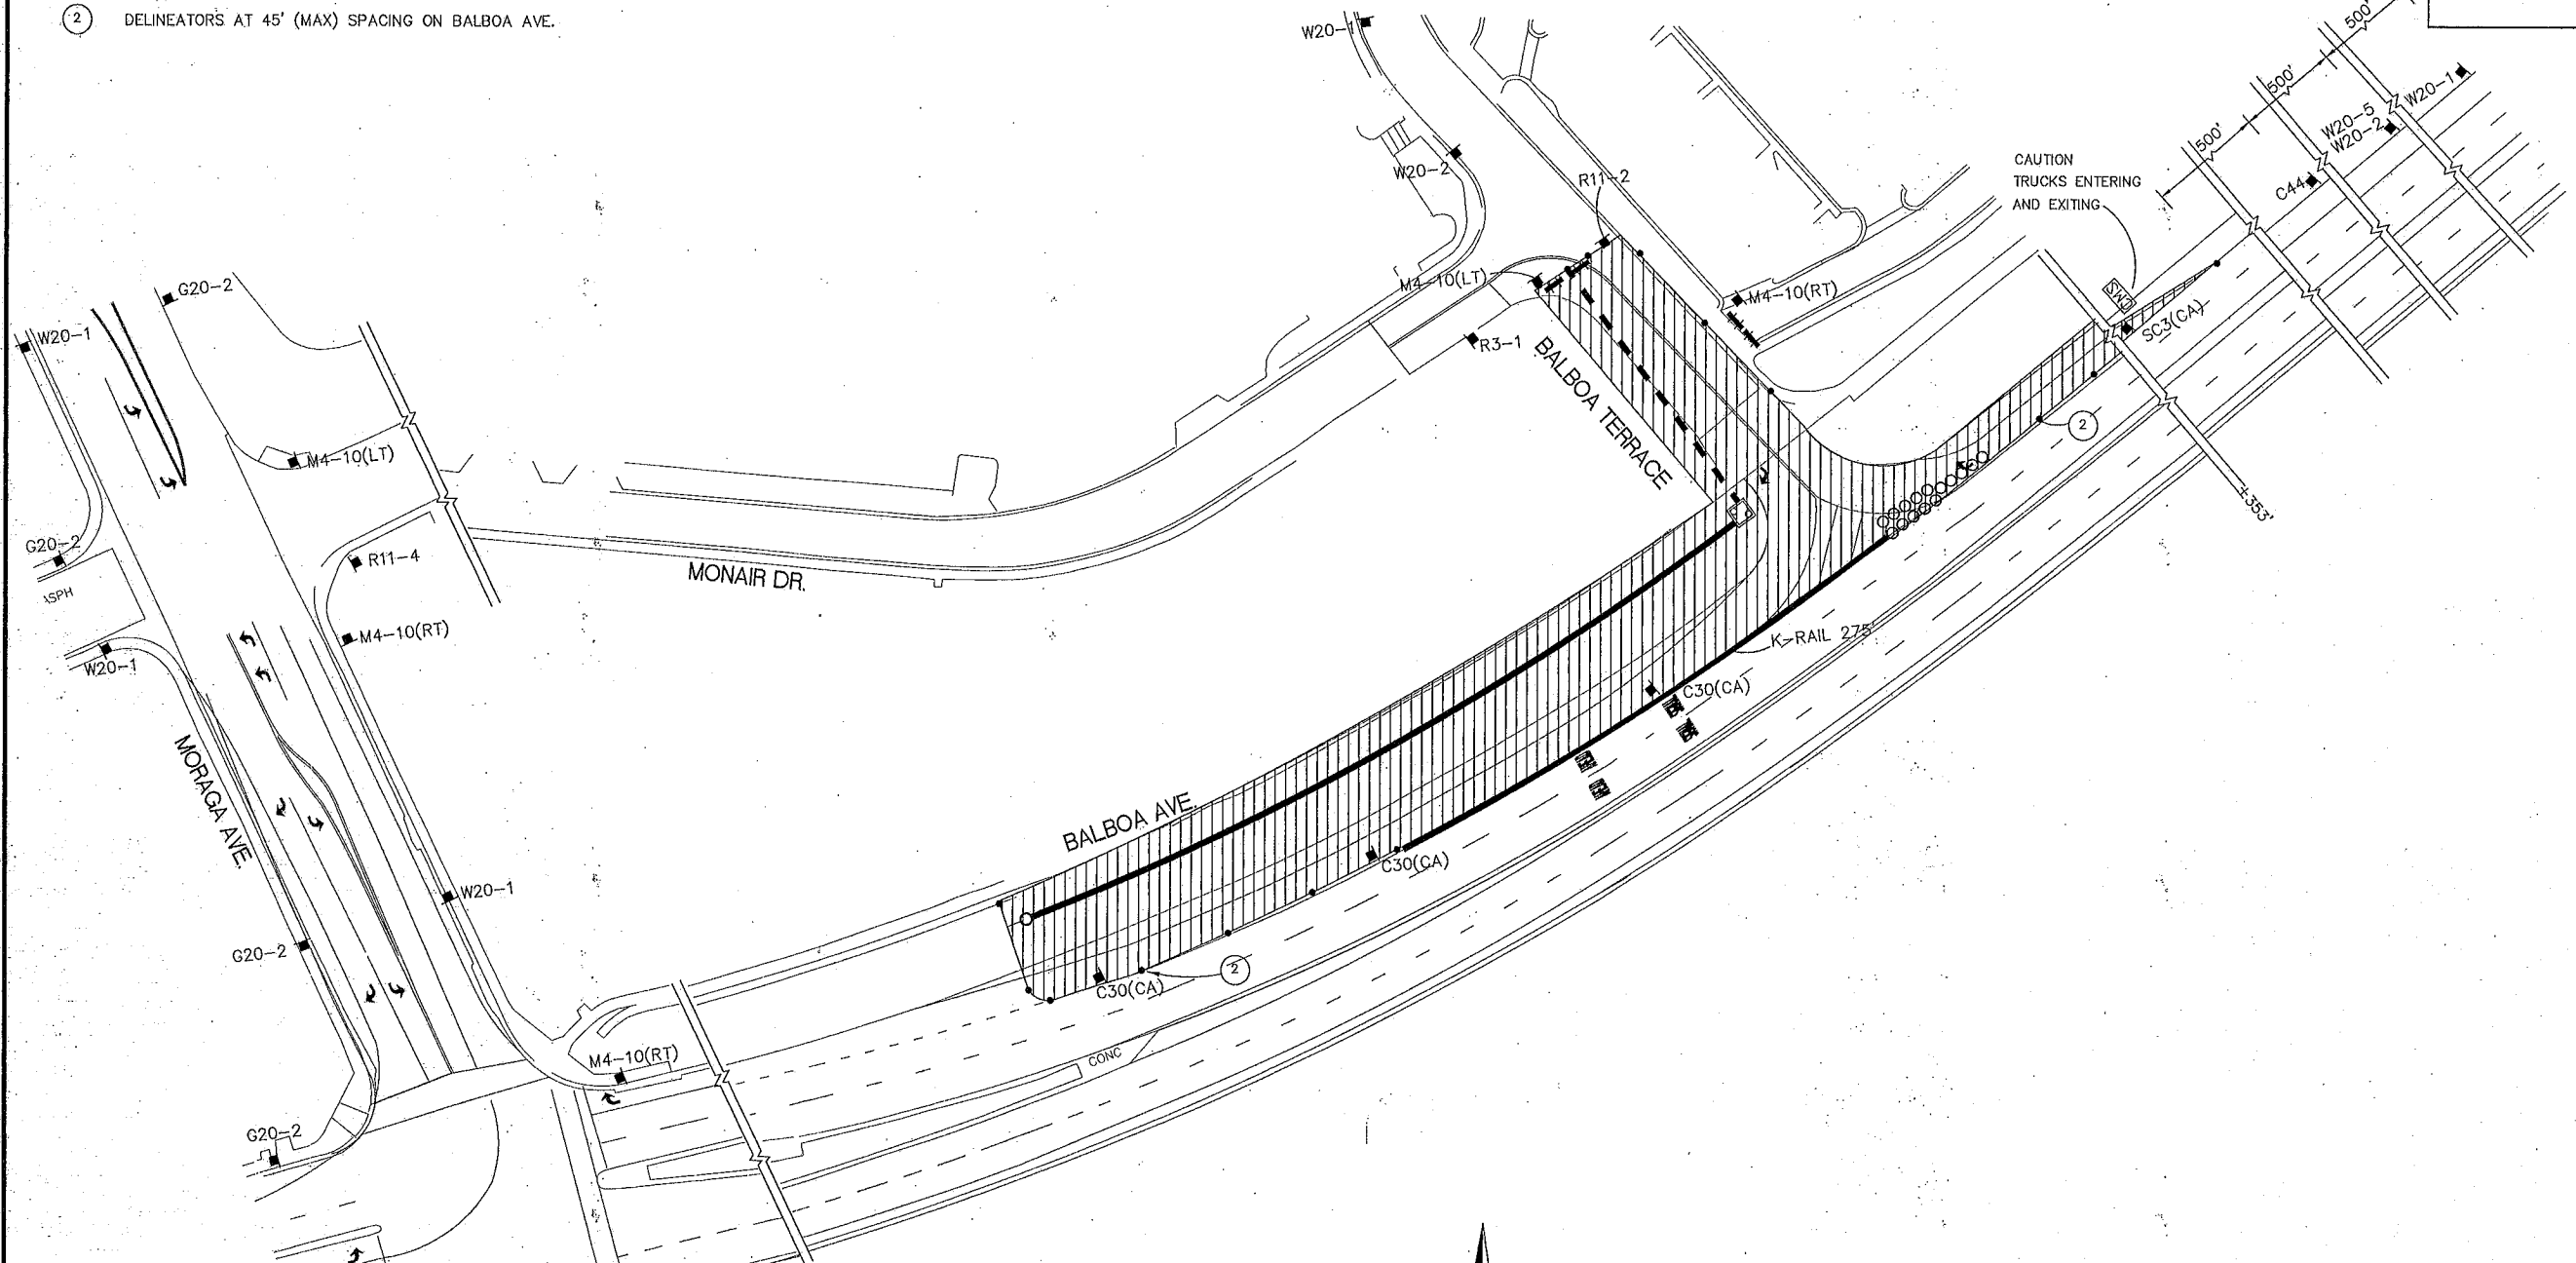 2 DELINEATORS AT 45' (MAX) SPACING ON BALBOA AVE.
W20-1
500'
500'
500'
W20-1
W20-5
W20-2
C44
CAUTION
TRUCKS ENTERING
AND EXITING
W20-2
R11-2
CMS
SC3(CA)
M4-10(LT)
M4-10(RT)
R3-1
BALBOA TERRACE
2
±353'
G20-2
W20-1
M4-10(LT)
G20-2
R11-4
ASPH
MONAIR DR.
M4-10(RT)
W20-1
K-RAIL 275'
C30(CA)
MORAGA AVE.
BALBOA AVE.
C30(CA)
W20-1
G20-2
2
C30(CA)
M4-10(RT)
CONC
G20-2